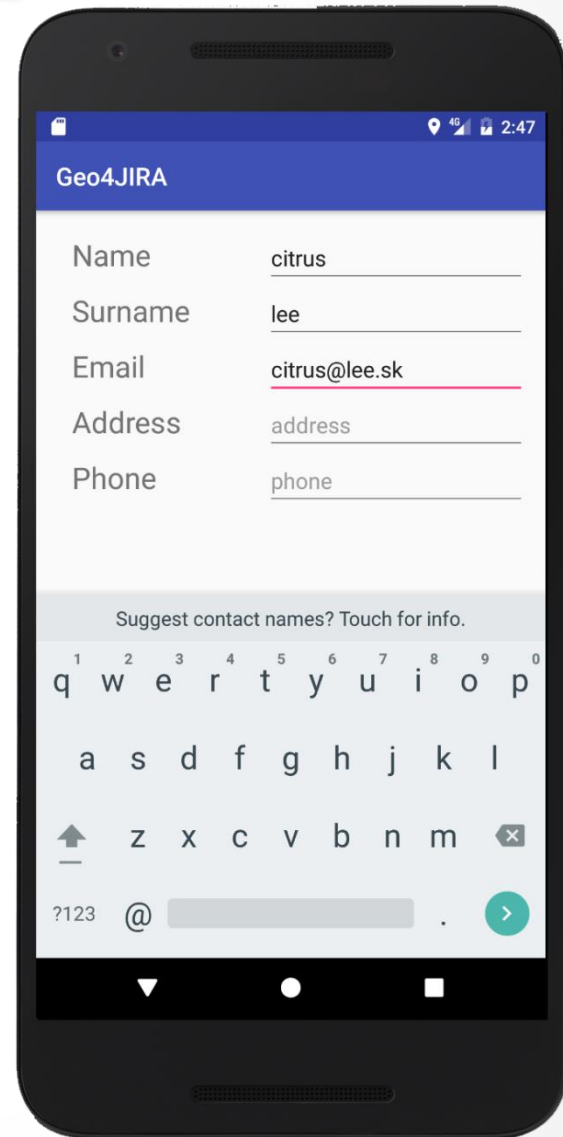 4G 2:47
Geo4JIRA
Name citrus
Surname lee
Email citrus@lee.sk
Address address
Phone phone
Suggest contact names? Touch for info.
1 2 3 4 5 6 7 8 9 0
q w e r t y u i o p
a s d f g h j k l
z x c v b n m
?123 @ .